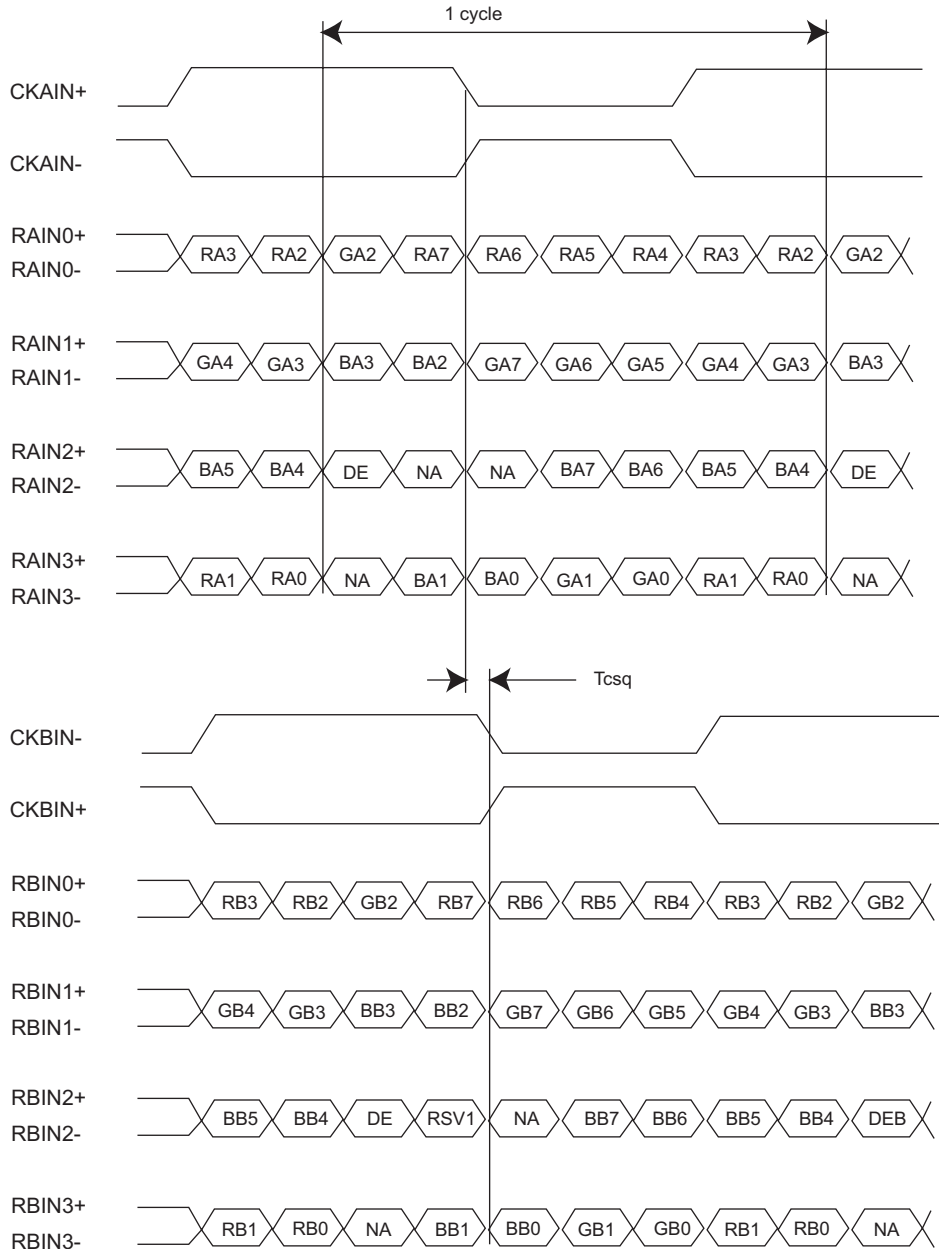 1 cycle
CKAIN+
CKAIN-
RAIN0+
RA3 RA2 GA2 RA7 RA6 RA5 RA4 RA3 RA2 GA2
RAIN0-
RAIN1+
GA4 GA3 BA3 BA2 GA7 GA6 GA5 GA4 GA3 BA3
RAIN1-
RAIN2+
BA5 BA4 DE NA NA BA7 BA6 BA5 BA4 DE
RAIN2-
RAIN3+
RA1 RA0 NA BA1 BA0 GA1 GA0 RA1 RA0 NA
RAIN3-
Tcsq
CKBIN-
CKBIN+
RBIN0+
RB3 RB2 GB2 RB7 RB6 RB5 RB4 RB3 RB2 GB2
RBIN0-
RBIN1+
GB4 GB3 BB3 BB2 GB7 GB6 GB5 GB4 GB3 BB3
RBIN1-
RBIN2+
BB5 BB4 DE RSV1 NA BB7 BB6 BB5 BB4 DEB
RBIN2-
RBIN3+
RB1 RB0 NA BB1 BB0 GB1 GB0 RB1 RB0 NA
RBIN3-